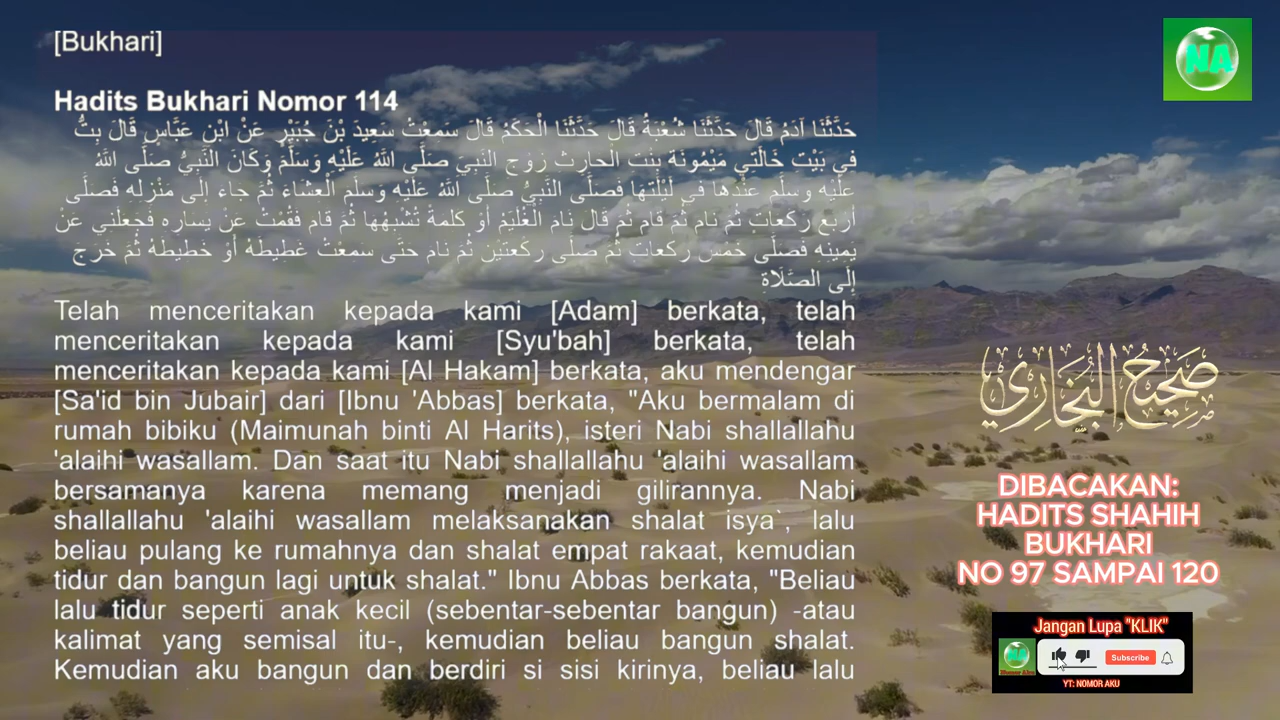 [Bukhari]
Hadits Bukhari Nomor 114
حَدَّثَنَا آدَمُ قَالَ حَدَّثَنَا شُعْبَةُ قَالَ حَدَّثَنَا الْحَكَمُ قَالَ سَمِعْتُ سَعِيدَ بْنَ جُبَيْرٍ عَنْ ابْنِ عَبَّاسٍ قَالَ بِتُّ
فِي بَيْتِ خَالَتِي مَيْمُونَةَ بِنْتِ الْحَارِثِ زَوْجِ النَّبِيِّ صَلَّى اللَّهُ عَلَيْهِ وَسَلَّمَ وَكَانَ النَّبِيُّ صَلَّى اللَّهُ
عَلَيْهِ وَسَلَّمَ عِنْدَهَا فِي لَيْلَتِهَا فَصَلَّى النَّبِيُّ صَلَّى اللَّهُ عَلَيْهِ وَسَلَّمَ الْعِشَاءَ ثُمَّ جَاءَ إِلَى مَنْزِلِهِ فَصَلَّى
أَرْبَعَ رَكَعَاتٍ ثُمَّ نَامَ ثُمَّ قَامَ ثُمَّ قَالَ نَامَ الْغُلَيِّمُ أَوْ كَلِمَةً تُشْبِهُهَا ثُمَّ قَامَ فَقُمْتُ عَنْ يَسَارِهِ فَجَعَلَنِي عَنْ
يَمِينِهِ فَصَلَّى خَمْسَ رَكَعَاتٍ ثُمَّ صَلَّى رَكْعَتَيْنِ ثُمَّ نَامَ حَتَّى سَمِعْتُ غَطِيطَهُ أَوْ خَطِيطَهُ ثُمَّ خَرَجَ
إِلَى الصَّلَاةِ
Telah menceritakan kepada kami [Adam] berkata, telah
menceritakan kepada kami [Syu'bah] berkata, telah
menceritakan kepada kami [Al Hakam] berkata, aku mendengar
[Sa'id bin Jubair] dari [Ibnu 'Abbas] berkata, "Aku bermalam di
rumah bibiku (Maimunah binti Al Harits), isteri Nabi shallallahu
'alaihi wasallam. Dan saat itu Nabi shallallahu 'alaihi wasallam
bersamanya karena memang menjadi gilirannya. Nabi
shallallahu 'alaihi wasallam melaksanakan shalat isya`, lalu
beliau pulang ke rumahnya dan shalat empat rakaat, kemudian
tidur dan bangun lagi untuk shalat." Ibnu Abbas berkata, "Beliau
lalu tidur seperti anak kecil (sebentar-sebentar bangun) -atau
kalimat yang semisal itu-, kemudian beliau bangun shalat.
Kemudian aku bangun dan berdiri si sisi kirinya, beliau lalu
NA
صَحِيحُ الْبُخَارِيِّ
DIBACAKAN:
HADITS SHAHIH
BUKHARI
NO 97 SAMPAI 120
Jangan Lupa "KLIK"
NA
Nomor Aku
Subscribe
YT: NOMOR AKU